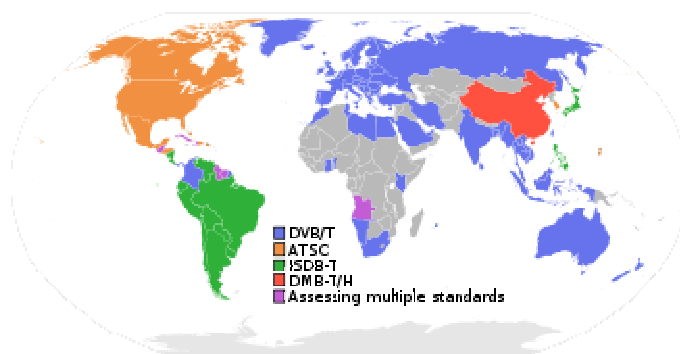 DVB/T
ATSC
ISDB-T
DMB-T/H
Assessing multiple standards